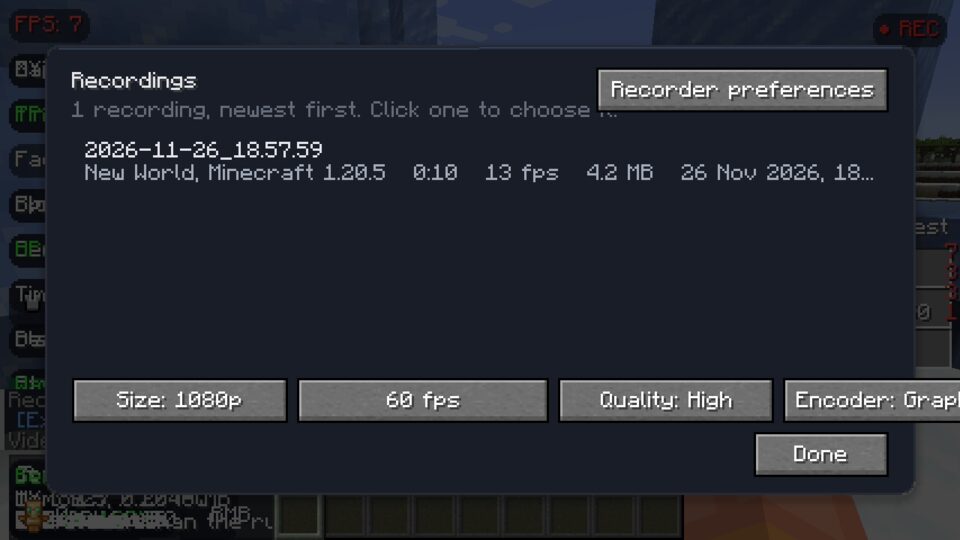 FPS: 7
REC
Recordings
Recorder preferences
1 recording, newest first. Click one to choose
2026-11-26_18.57.59
New World, Minecraft 1.20.5 0:10 13 fps 4.2 MB 26 Nov 2026, 18...
Size: 1080p
60 fps
Quality: High
Encoder: Grap
Done